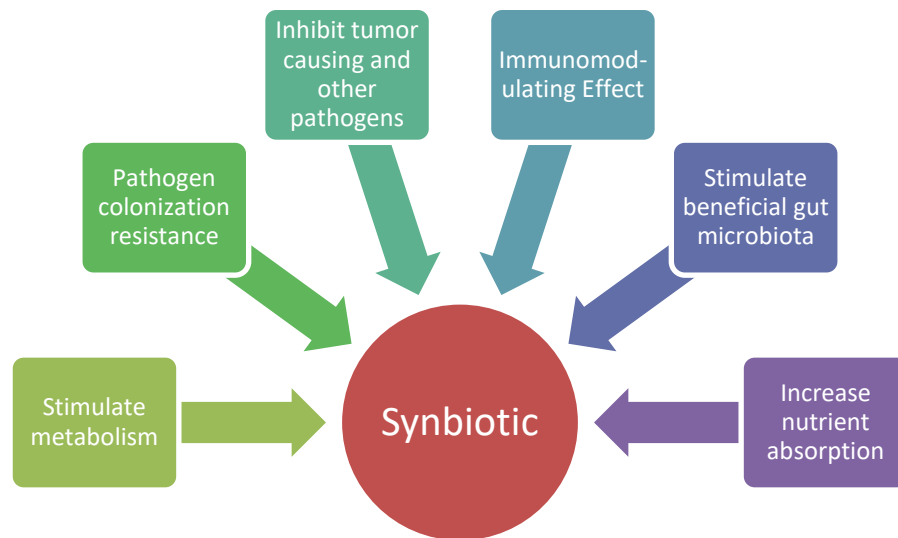 Inhibit tumor
causing and
other
pathogens
Immunomod-
ulating Effect
Pathogen
colonization
resistance
Stimulate
beneficial gut
microbiota
Stimulate
metabolism
Synbiotic
Increase
nutrient
absorption